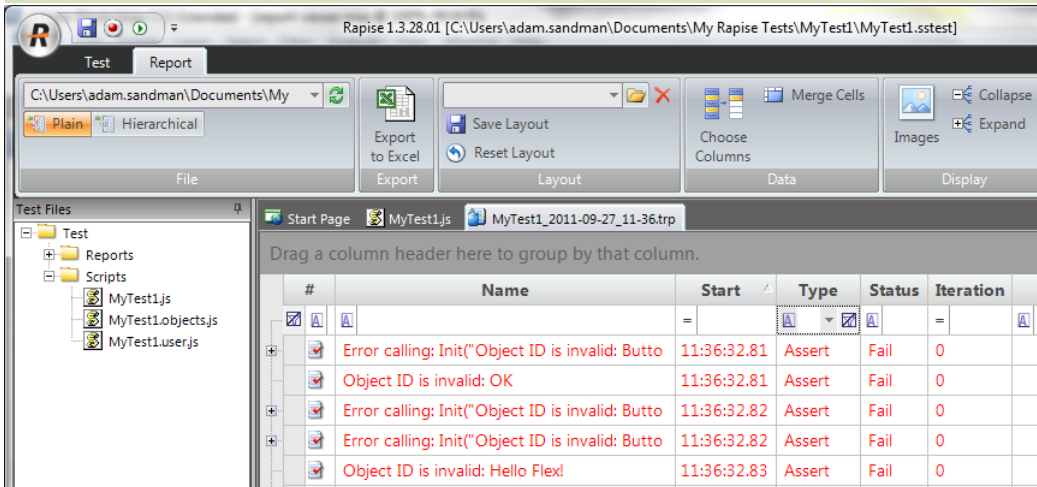 Rapise 1.3.28.01 [C:\Users\adam.sandman\Documents\My Rapise Tests\MyTest1\MyTest1.sstest]
Test Report
C:\Users\adam.sandman\Documents\My
Plain Hierarchical
File
Export
to Excel
Export
Save Layout
Reset Layout
Layout
Choose
Columns
Merge Cells
Data
Images
Collapse
Expand
Display
Test Files
Test
Reports
Scripts
MyTest1.js
MyTest1.objects.js
MyTest1.user.js
Start Page MyTest1.js MyTest1_2011-09-27_11-36.trp
Drag a column header here to group by that column.
# Name Start Type Status Iteration
A A = A A = A
Error calling: Init("Object ID is invalid: Butto 11:36:32.81 Assert Fail 0
Object ID is invalid: OK 11:36:32.81 Assert Fail 0
Error calling: Init("Object ID is invalid: Butto 11:36:32.82 Assert Fail 0
Error calling: Init("Object ID is invalid: Butto 11:36:32.82 Assert Fail 0
Object ID is invalid: Hello Flex! 11:36:32.83 Assert Fail 0